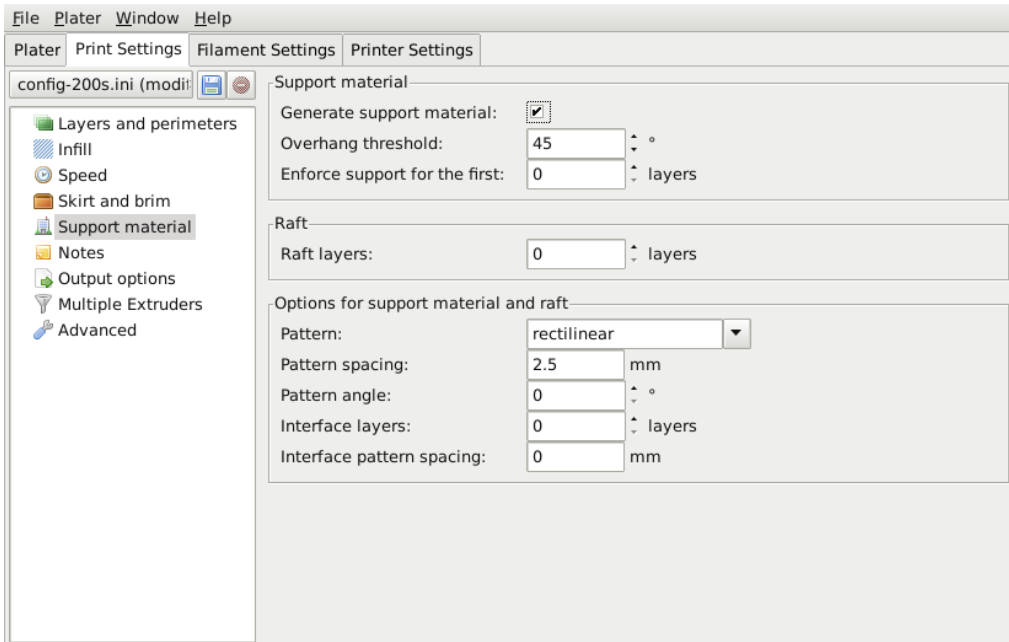 File Plater Window Help
Plater Print Settings Filament Settings Printer Settings
config-200s.ini (modif
Layers and perimeters
Infill
Speed
Skirt and brim
Support material
Notes
Output options
Multiple Extruders
Advanced
Support material
Generate support material:
Overhang threshold: 45 °
Enforce support for the first: 0 layers
Raft
Raft layers: 0 layers
Options for support material and raft
Pattern: rectilinear
Pattern spacing: 2.5 mm
Pattern angle: 0 °
Interface layers: 0 layers
Interface pattern spacing: 0 mm